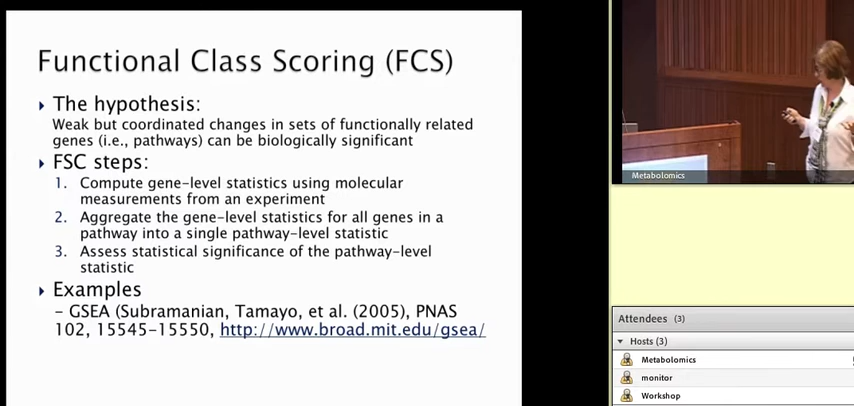 Functional Class Scoring (FCS)
The hypothesis:
Weak but coordinated changes in sets of functionally related
genes (i.e., pathways) can be biologically significant
FSC steps:
1. Compute gene-level statistics using molecular
measurements from an experiment
2. Aggregate the gene-level statistics for all genes in a
pathway into a single pathway-level statistic
3. Assess statistical significance of the pathway-level
statistic
Examples
– GSEA (Subramanian, Tamayo, et al. (2005), PNAS
102, 15545-15550, http://www.broad.mit.edu/gsea/
Metabolomics
Attendees (3)
Hosts (3)
Metabolomics
monitor
Workshop